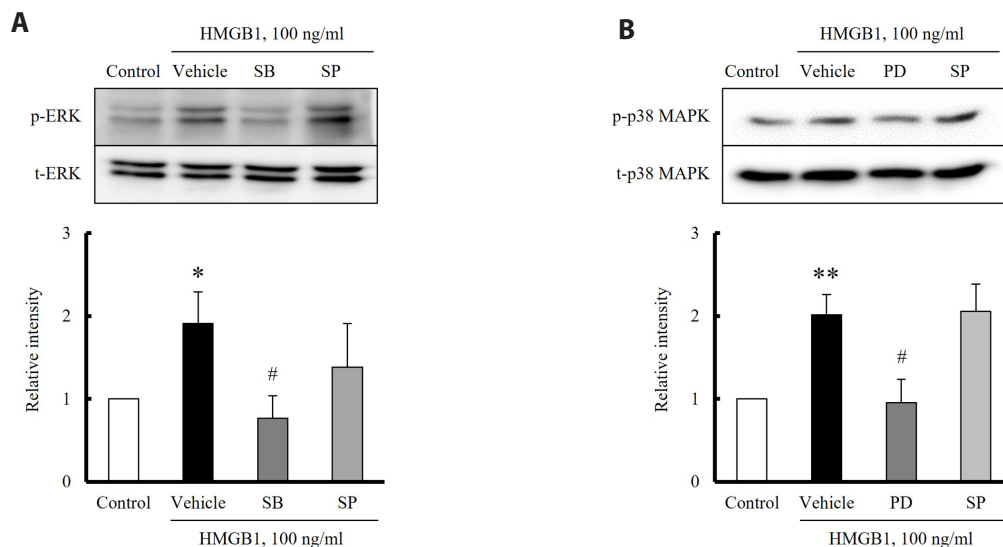 A
HMGB1, 100 ng/ml
Control Vehicle SB SP
p-ERK
t-ERK
3
2
1
0
Relative intensity
*
#
Control Vehicle SB SP
HMGB1, 100 ng/ml
B
HMGB1, 100 ng/ml
Control Vehicle PD SP
p-p38 MAPK
t-p38 MAPK
3
2
1
0
Relative intensity
**
#
Control Vehicle PD SP
HMGB1, 100 ng/ml